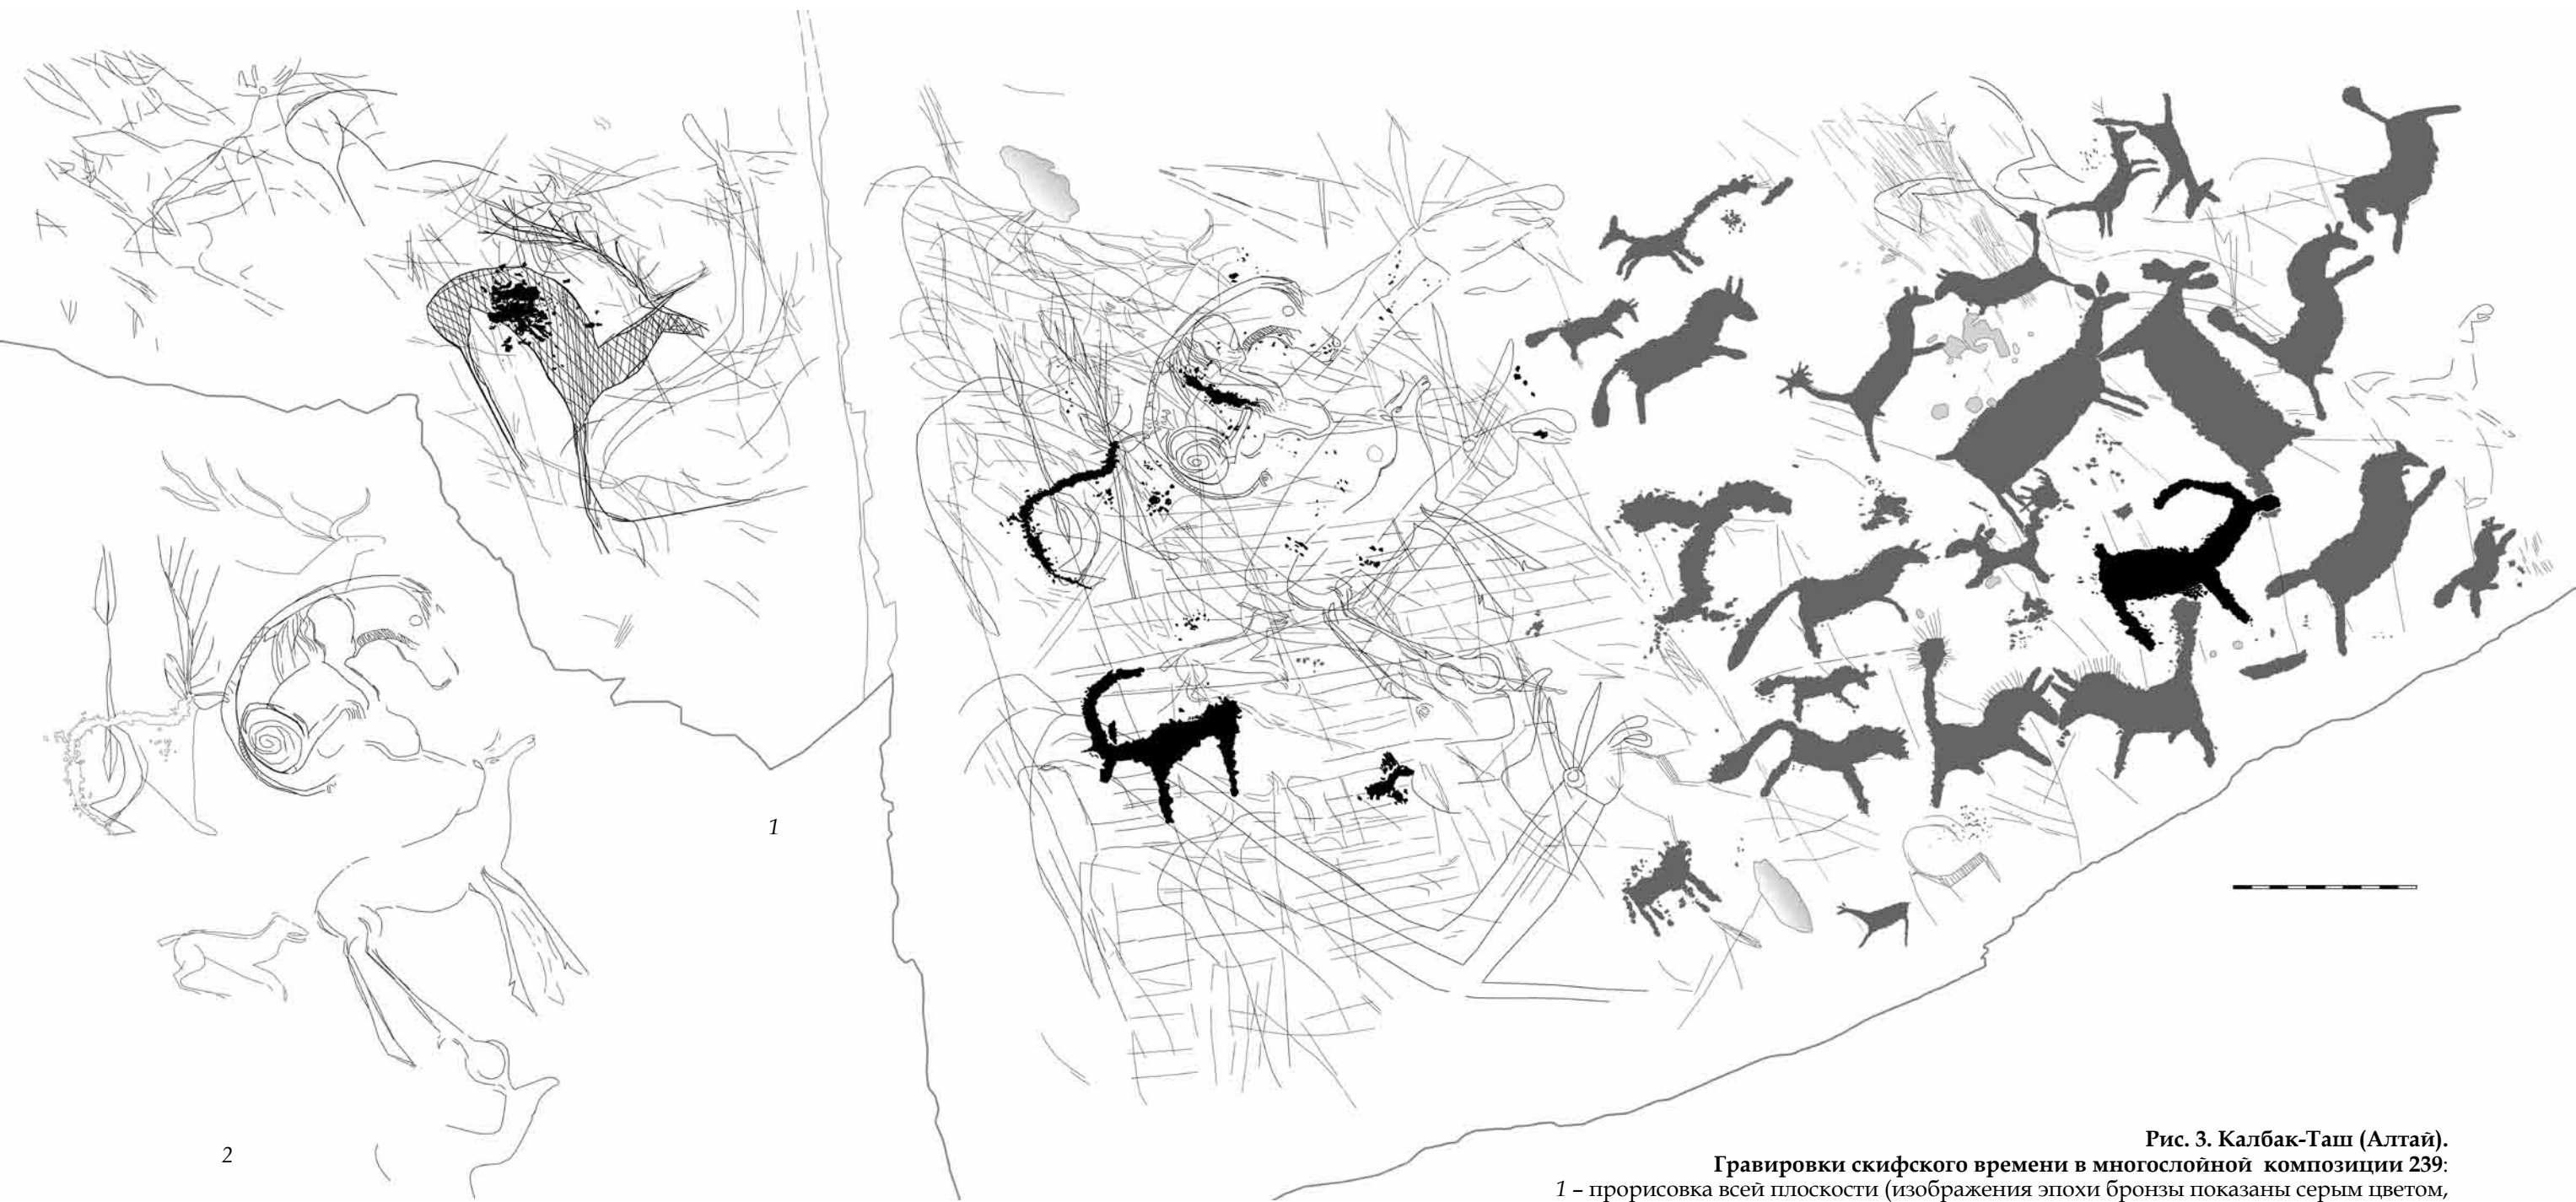 1
2
Рис. 3. Калбак-Таш (Алтай).
Гравировки скифского времени в многослойной композиции 239:
1 – прорисовка всей плоскости (изображения эпохи бронзы показаны серым цветом,